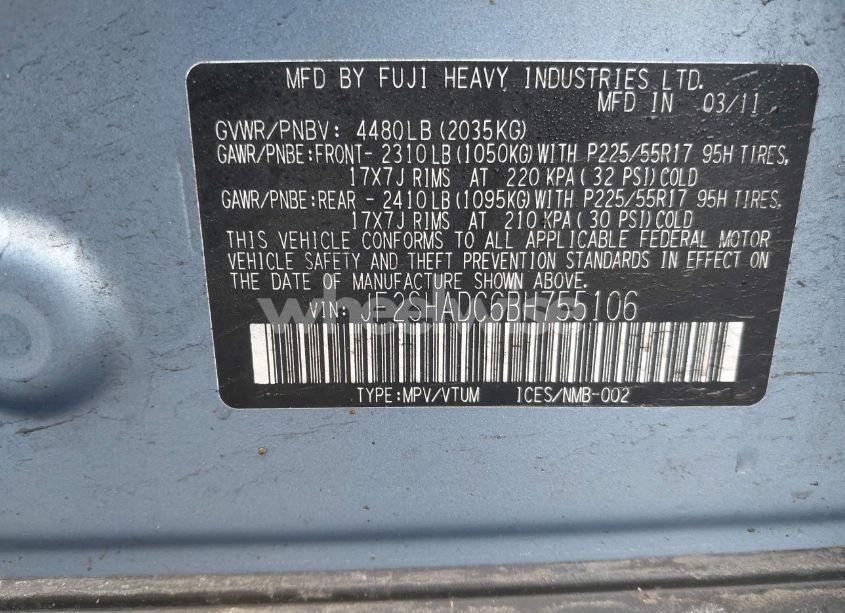 MFD BY FUJI HEAVY INDUSTRIES LTD.
MFD IN 03/11
GVWR/PNBV: 4480LB(2035KG)
GAWR/PNBE:FRONT- 2310LB(1050KG)WITH P225/55R17 95H TIRES,
17X7J RIMS AT 220 KPA(32 PSI)COLD
GAWR/PNBE:REAR - 2410LB(1095KG)WITH P225/55R17 95H TIRES,
17X7J RIMS AT 210 KPA(30 PSI)COLD
THIS VEHICLE CONFORMS TO ALL APPLICABLE FEDERAL MOTOR
VEHICLE SAFETY AND THEFT PREVENTION STANDARDS IN EFFECT ON
THE DATE OF MANUFACTURE SHOWN ABOVE.
VIN: JF2SHADC6BH755106
TYPE:MPV/VTUM ICES/NMB-002